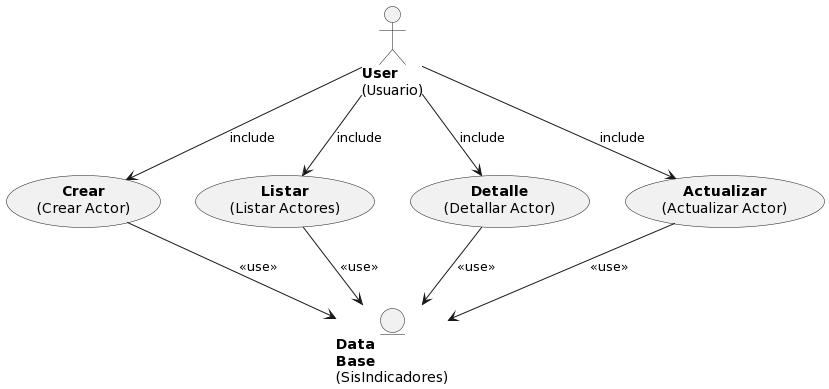 User
(Usuario)
include
include
include
include
Crear
(Crear Actor)
Listar
(Listar Actores)
Detalle
(Detallar Actor)
Actualizar
(Actualizar Actor)
«use»
«use»
«use»
«use»
Data
Base
(SisIndicadores)